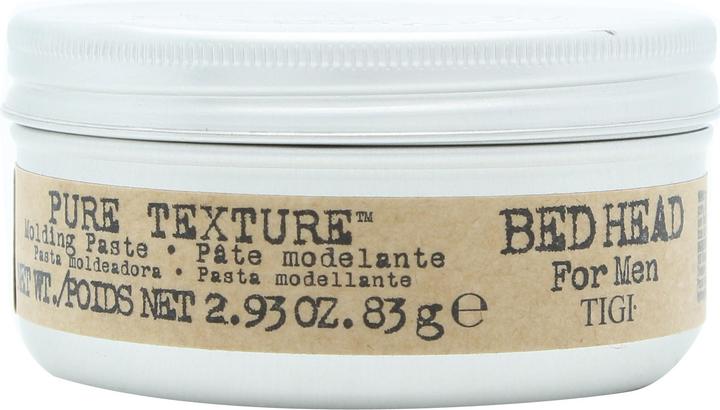 PURE TEXTURE™
Molding Paste · Pâte modelante
Pasta moldeadora · Pasta modellante
NET WT./POIDS NET 2.93 OZ. 83 g ℮
BED HEAD
For Men
TIGI·